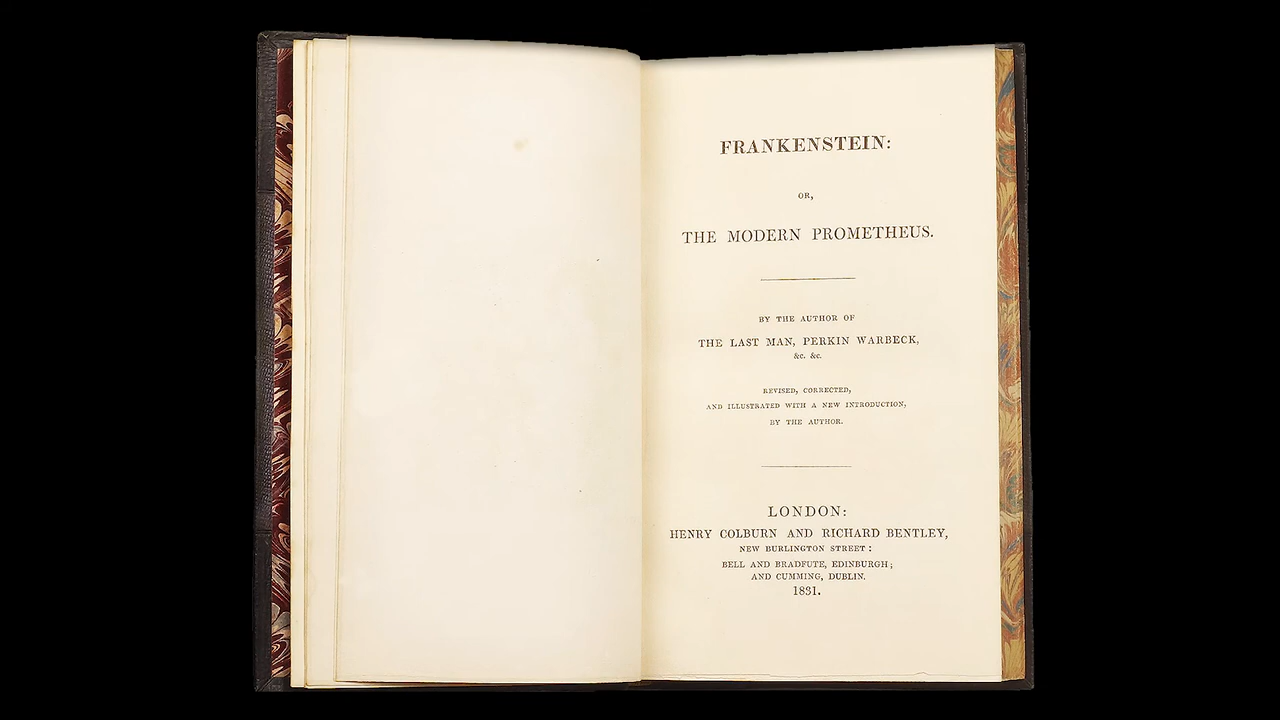 FRANKENSTEIN:
OR,
THE MODERN PROMETHEUS.
BY THE AUTHOR OF
THE LAST MAN, PERKIN WARBECK,
&c. &c.
REVISED, CORRECTED,
AND ILLUSTRATED WITH A NEW INTRODUCTION,
BY THE AUTHOR.
LONDON:
HENRY COLBURN AND RICHARD BENTLEY,
NEW BURLINGTON STREET:
BELL AND BRADFUTE, EDINBURGH;
AND CUMMING, DUBLIN.
1831.